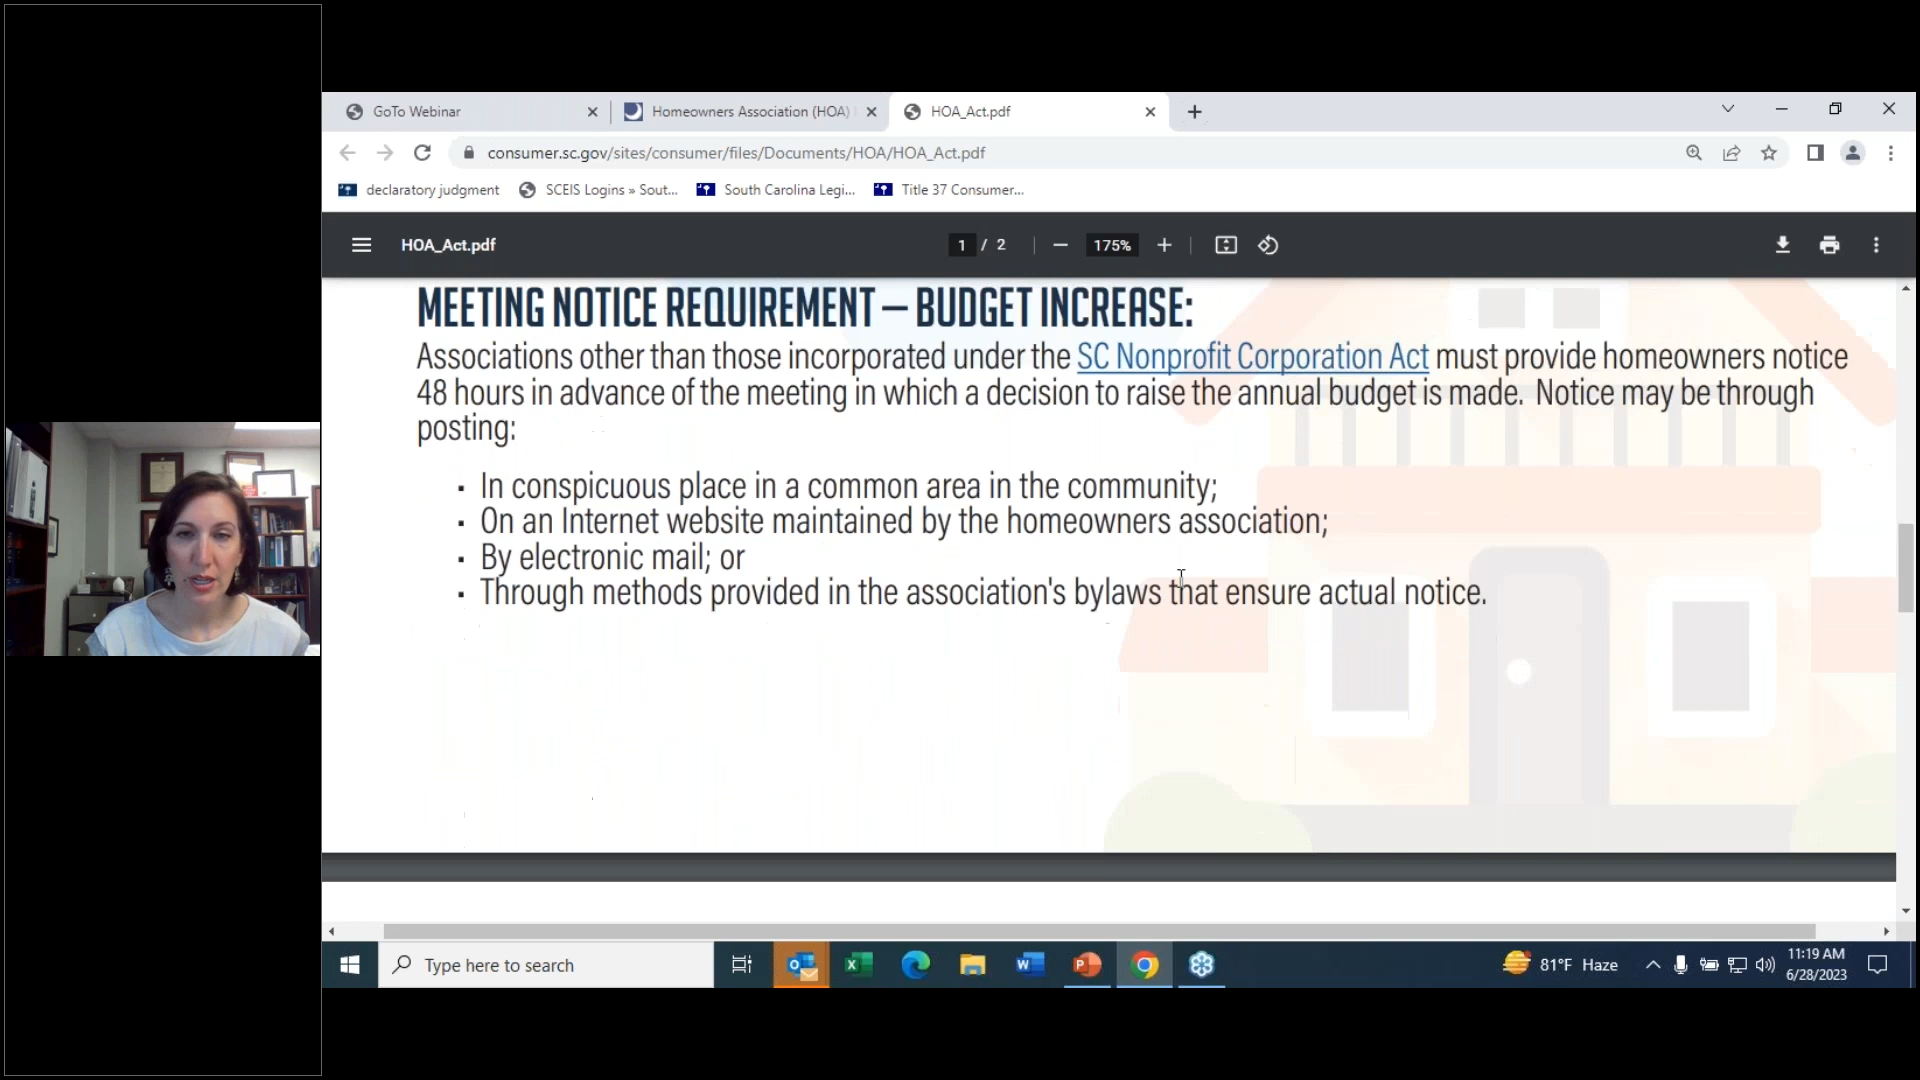 GoTo Webinar
Homeowners Association (HOA)
HOA_Act.pdf
consumer.sc.gov/sites/consumer/files/Documents/HOA/HOA_Act.pdf
declaratory judgment
SCEIS Logins » Sout...
South Carolina Legi...
Title 37 Consumer...
HOA_Act.pdf
1 / 2
175%
MEETING NOTICE REQUIREMENT – BUDGET INCREASE:
Associations other than those incorporated under the SC Nonprofit Corporation Act must provide homeowners notice
48 hours in advance of the meeting in which a decision to raise the annual budget is made. Notice may be through
posting:
· In conspicuous place in a common area in the community;
· On an Internet website maintained by the homeowners association;
· By electronic mail; or
· Through methods provided in the association's bylaws that ensure actual notice.
Type here to search
81°F Haze
11:19 AM
6/28/2023